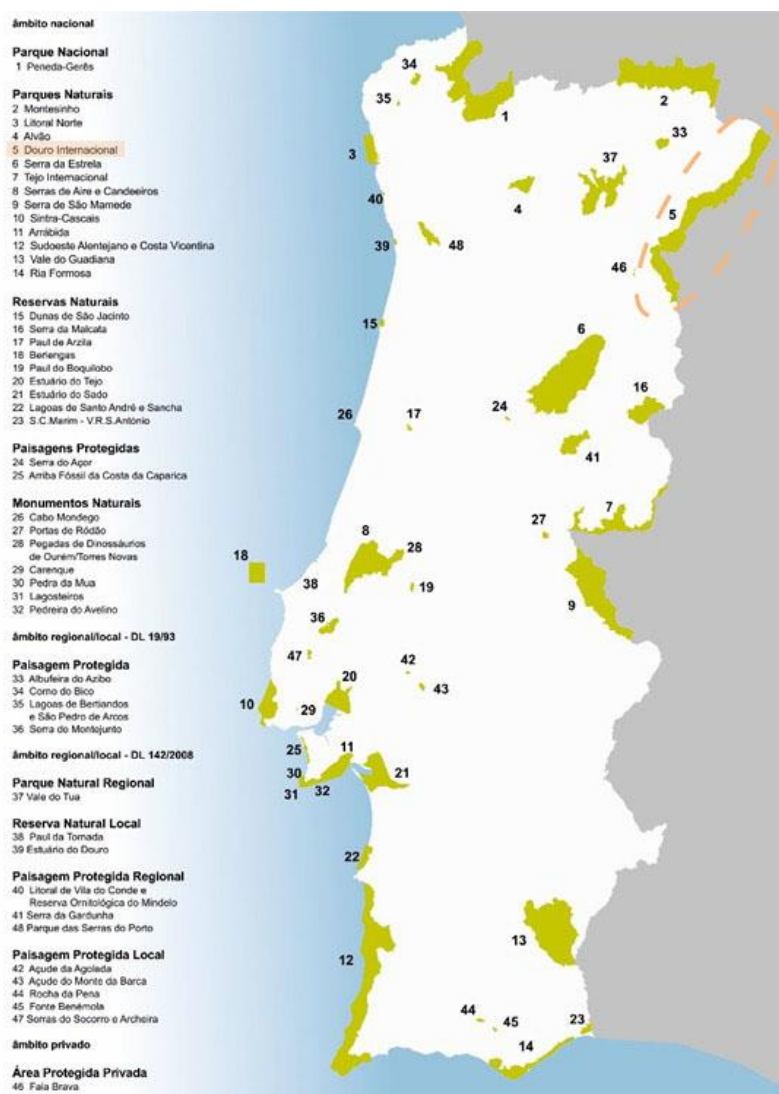 âmbito nacional
Parque Nacional
1 Peneda-Gerês
Parques Naturais
2 Montesinho
3 Litoral Norte
4 Alvão
5 Douro Internacional
6 Serra da Estrela
7 Tejo Internacional
8 Serras de Aire e Candeeiros
9 Serra de São Mamede
10 Sintra-Cascais
11 Arrábida
12 Sudoeste Alentejano e Costa Vicentina
13 Vale do Guadiana
14 Ria Formosa
Reservas Naturais
15 Dunas de São Jacinto
16 Serra da Malcata
17 Paul de Arzila
18 Berlengas
19 Paul do Boquilobo
20 Estuário do Tejo
21 Estuário do Sado
22 Lagoas de Santo André e Sancha
23 S.C.Marim - V.R.S.António
Paisagens Protegidas
24 Serra do Açor
25 Arriba Fóssil da Costa da Caparica
Monumentos Naturais
26 Cabo Mondego
27 Portas de Ródão
28 Pegadas de Dinossáurios
de Ourém/Torres Novas
29 Carenque
30 Pedra da Mua
31 Lagosteiros
32 Pedreira do Avelino
âmbito regional/local - DL 19/93
Paisagem Protegida
33 Albufeira do Azibo
34 Corno do Bico
35 Lagoas de Bertiandos
e São Pedro de Arcos
36 Serra do Montejunto
âmbito regional/local - DL 142/2008
Parque Natural Regional
37 Vale do Tua
Reserva Natural Local
38 Paul da Tornada
39 Estuário do Douro
Paisagem Protegida Regional
40 Litoral de Vila do Conde e
Reserva Ornitológica do Mindelo
41 Serra da Gardunha
48 Parque das Serras do Porto
Paisagem Protegida Local
42 Açude da Agolada
43 Açude do Monte da Barca
44 Rocha da Pena
45 Fonte Benémola
47 Serras do Socorro e Archeira
âmbito privado
Área Protegida Privada
46 Faia Brava
34
35
1
2
33
3
37
4
40
5
39
48
46
15
6
16
26
17
24
41
7
27
8
28
18
38
19
9
36
47
42
43
20
10
29
25
11
30
32
31
21
22
13
12
44
45
23
14